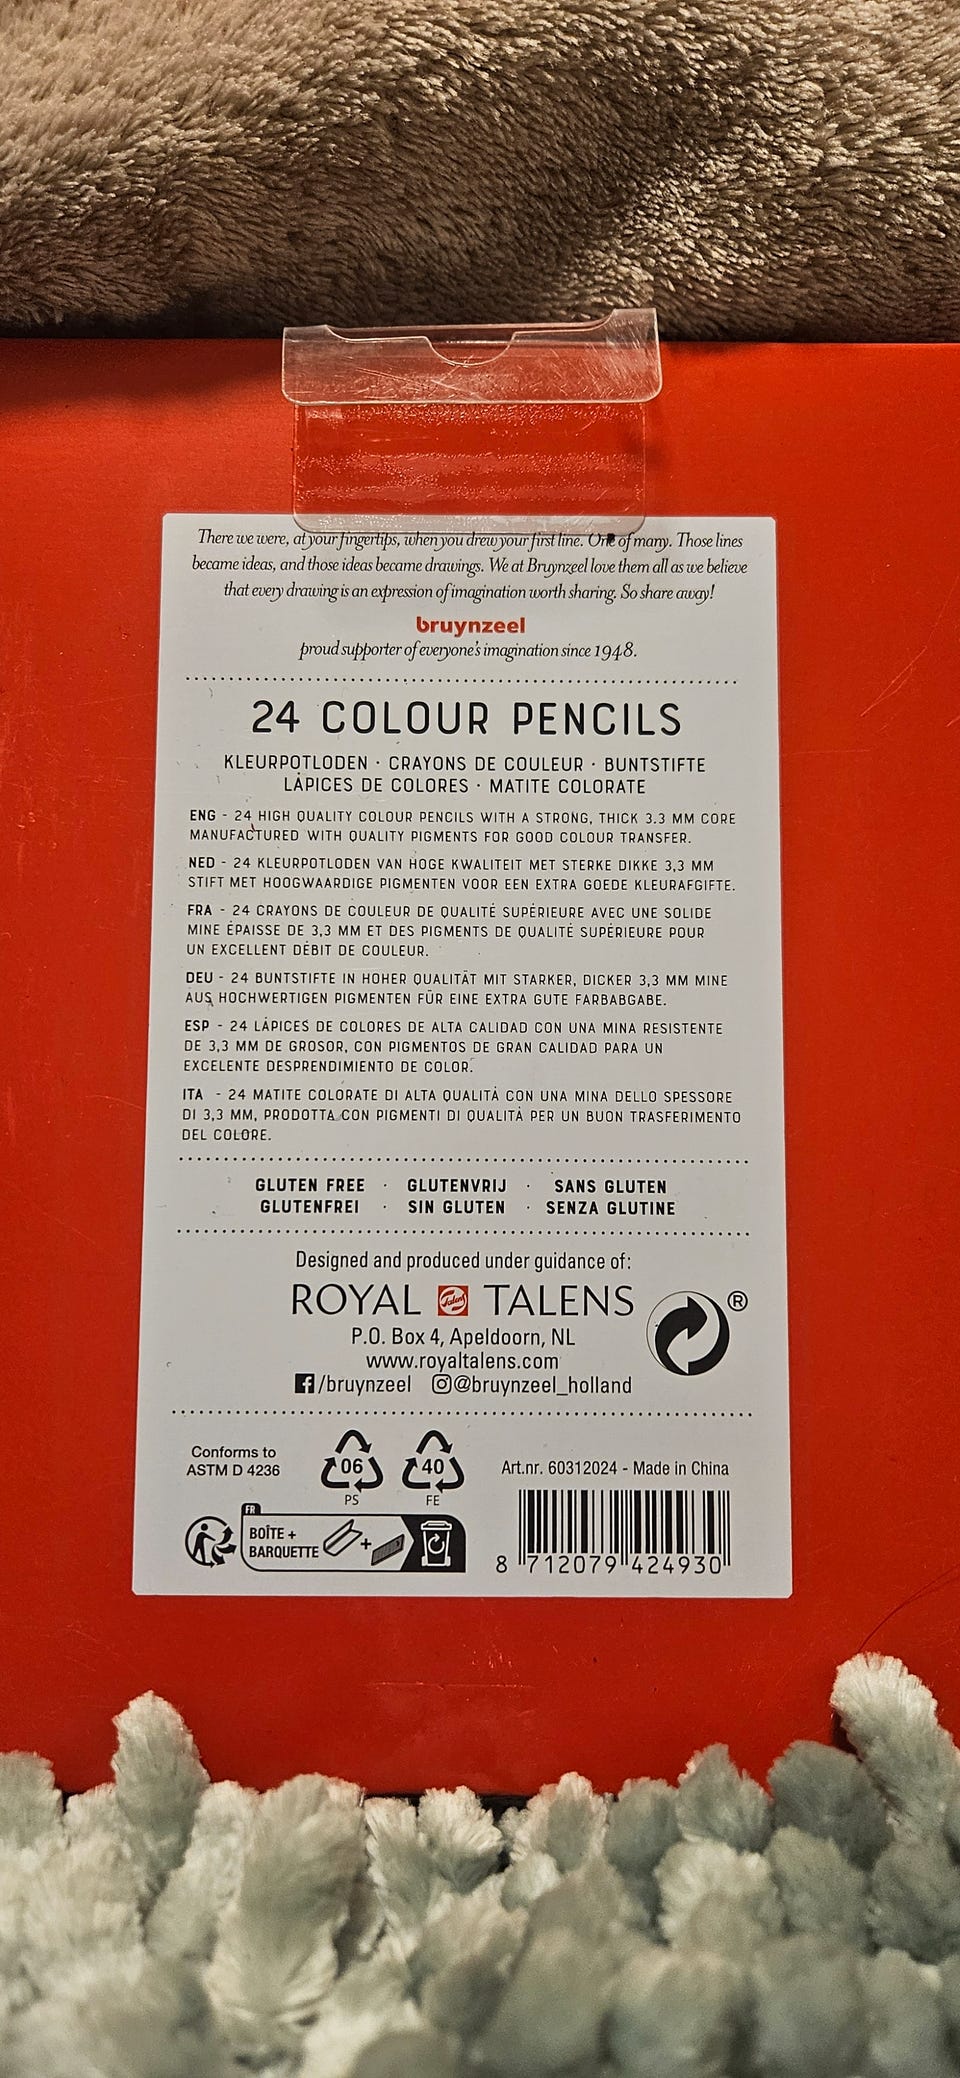 There we were, at your fingertips, when you drew your first line. One of many. Those lines
became ideas, and those ideas became drawings. We at Bruynzeel love them all as we believe
that every drawing is an expression of imagination worth sharing. So share away!
bruynzeel
proud supporter of everyone's imagination since 1948.
24 COLOUR PENCILS
KLEURPOTLODEN · CRAYONS DE COULEUR · BUNTSTIFTE
LÁPICES DE COLORES · MATITE COLORATE
ENG - 24 HIGH QUALITY COLOUR PENCILS WITH A STRONG, THICK 3.3 MM CORE
MANUFACTURED WITH QUALITY PIGMENTS FOR GOOD COLOUR TRANSFER.
NED - 24 KLEURPOTLODEN VAN HOGE KWALITEIT MET STERKE DIKKE 3,3 MM
STIFT MET HOOGWAARDIGE PIGMENTEN VOOR EEN EXTRA GOEDE KLEURAFGIFTE.
FRA - 24 CRAYONS DE COULEUR DE QUALITÉ SUPÉRIEURE AVEC UNE SOLIDE
MINE ÉPAISSE DE 3,3 MM ET DES PIGMENTS DE QUALITÉ SUPÉRIEURE POUR
UN EXCELLENT DÉBIT DE COULEUR.
DEU - 24 BUNTSTIFTE IN HOHER QUALITÄT MIT STARKER, DICKER 3,3 MM MINE
AUS HOCHWERTIGEN PIGMENTEN FÜR EINE EXTRA GUTE FARBABGABE.
ESP - 24 LÁPICES DE COLORES DE ALTA CALIDAD CON UNA MINA RESISTENTE
DE 3,3 MM DE GROSOR, CON PIGMENTOS DE GRAN CALIDAD PARA UN
EXCELENTE DESPRENDIMIENTO DE COLOR.
ITA - 24 MATITE COLORATE DI ALTA QUALITÀ CON UNA MINA DELLO SPESSORE
DI 3,3 MM, PRODOTTA CON PIGMENTI DI QUALITÀ PER UN BUON TRASFERIMENTO
DEL COLORE.
GLUTEN FREE · GLUTENVRIJ · SANS GLUTEN
GLUTENFREI · SIN GLUTEN · SENZA GLUTINE
Designed and produced under guidance of:
ROYAL Talens TALENS
®
P.O. Box 4, Apeldoorn, NL
www.royaltalens.com
/bruynzeel @bruynzeel_holland
Conforms to
ASTM D 4236
06
PS
40
FE
Art.nr. 60312024 - Made in China
FR
BOÎTE +
BARQUETTE
+
8 712079 424930